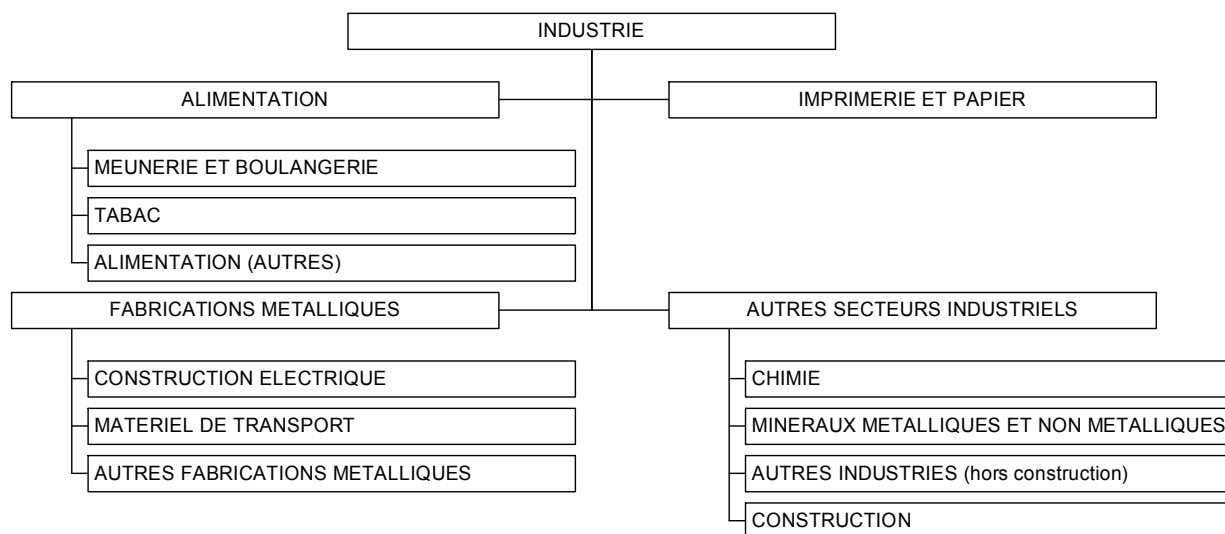 INDUSTRIE
ALIMENTATION
IMPRIMERIE ET PAPIER
MEUNERIE ET BOULANGERIE
TABAC
ALIMENTATION (AUTRES)
FABRICATIONS METALLIQUES
AUTRES SECTEURS INDUSTRIELS
CONSTRUCTION ELECTRIQUE
CHIMIE
MATERIEL DE TRANSPORT
MINERAUX METALLIQUES ET NON METALLIQUES
AUTRES FABRICATIONS METALLIQUES
AUTRES INDUSTRIES (hors construction)
CONSTRUCTION